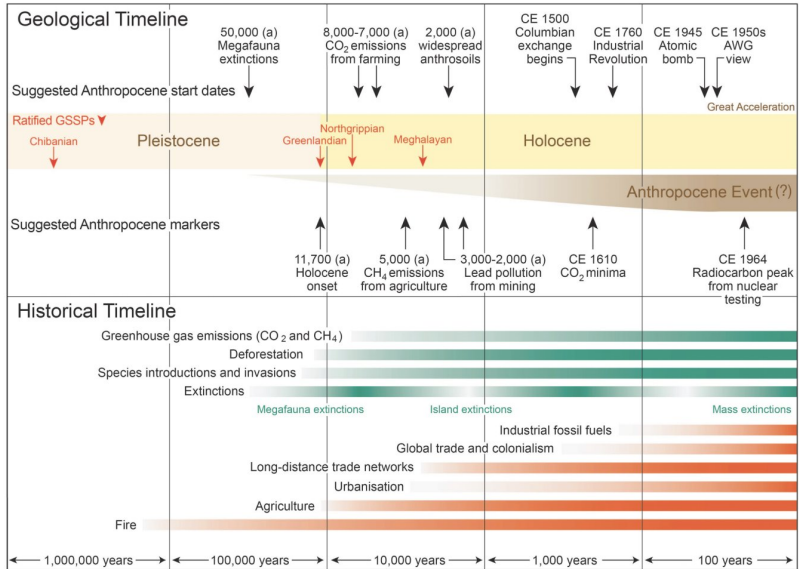 Geological Timeline
50,000 (a)
Megafauna
extinctions
8,000-7,000 (a)
CO2 emissions
from farming
2,000 (a)
widespread
anthrosoils
CE 1500
Columbian
exchange
begins
CE 1760
Industrial
Revolution
CE 1945
Atomic
bomb
CE 1950s
AWG
view
Suggested Anthropocene start dates
Great Acceleration
Ratified GSSPs
Chibanian
Pleistocene
Greenlandian
Northgrippian
Meghalayan
Holocene
Anthropocene Event (?)
Suggested Anthropocene markers
11,700 (a)
Holocene
onset
5,000 (a)
CH4 emissions
from agriculture
3,000-2,000 (a)
Lead pollution
from mining
CE 1610
CO2 minima
CE 1964
Radiocarbon peak
from nuclear
testing
Historical Timeline
Greenhouse gas emissions (CO2 and CH4)
Deforestation
Species introductions and invasions
Extinctions
Megafauna extinctions
Island extinctions
Mass extinctions
Industrial fossil fuels
Global trade and colonialism
Long-distance trade networks
Urbanisation
Agriculture
Fire
1,000,000 years
100,000 years
10,000 years
1,000 years
100 years